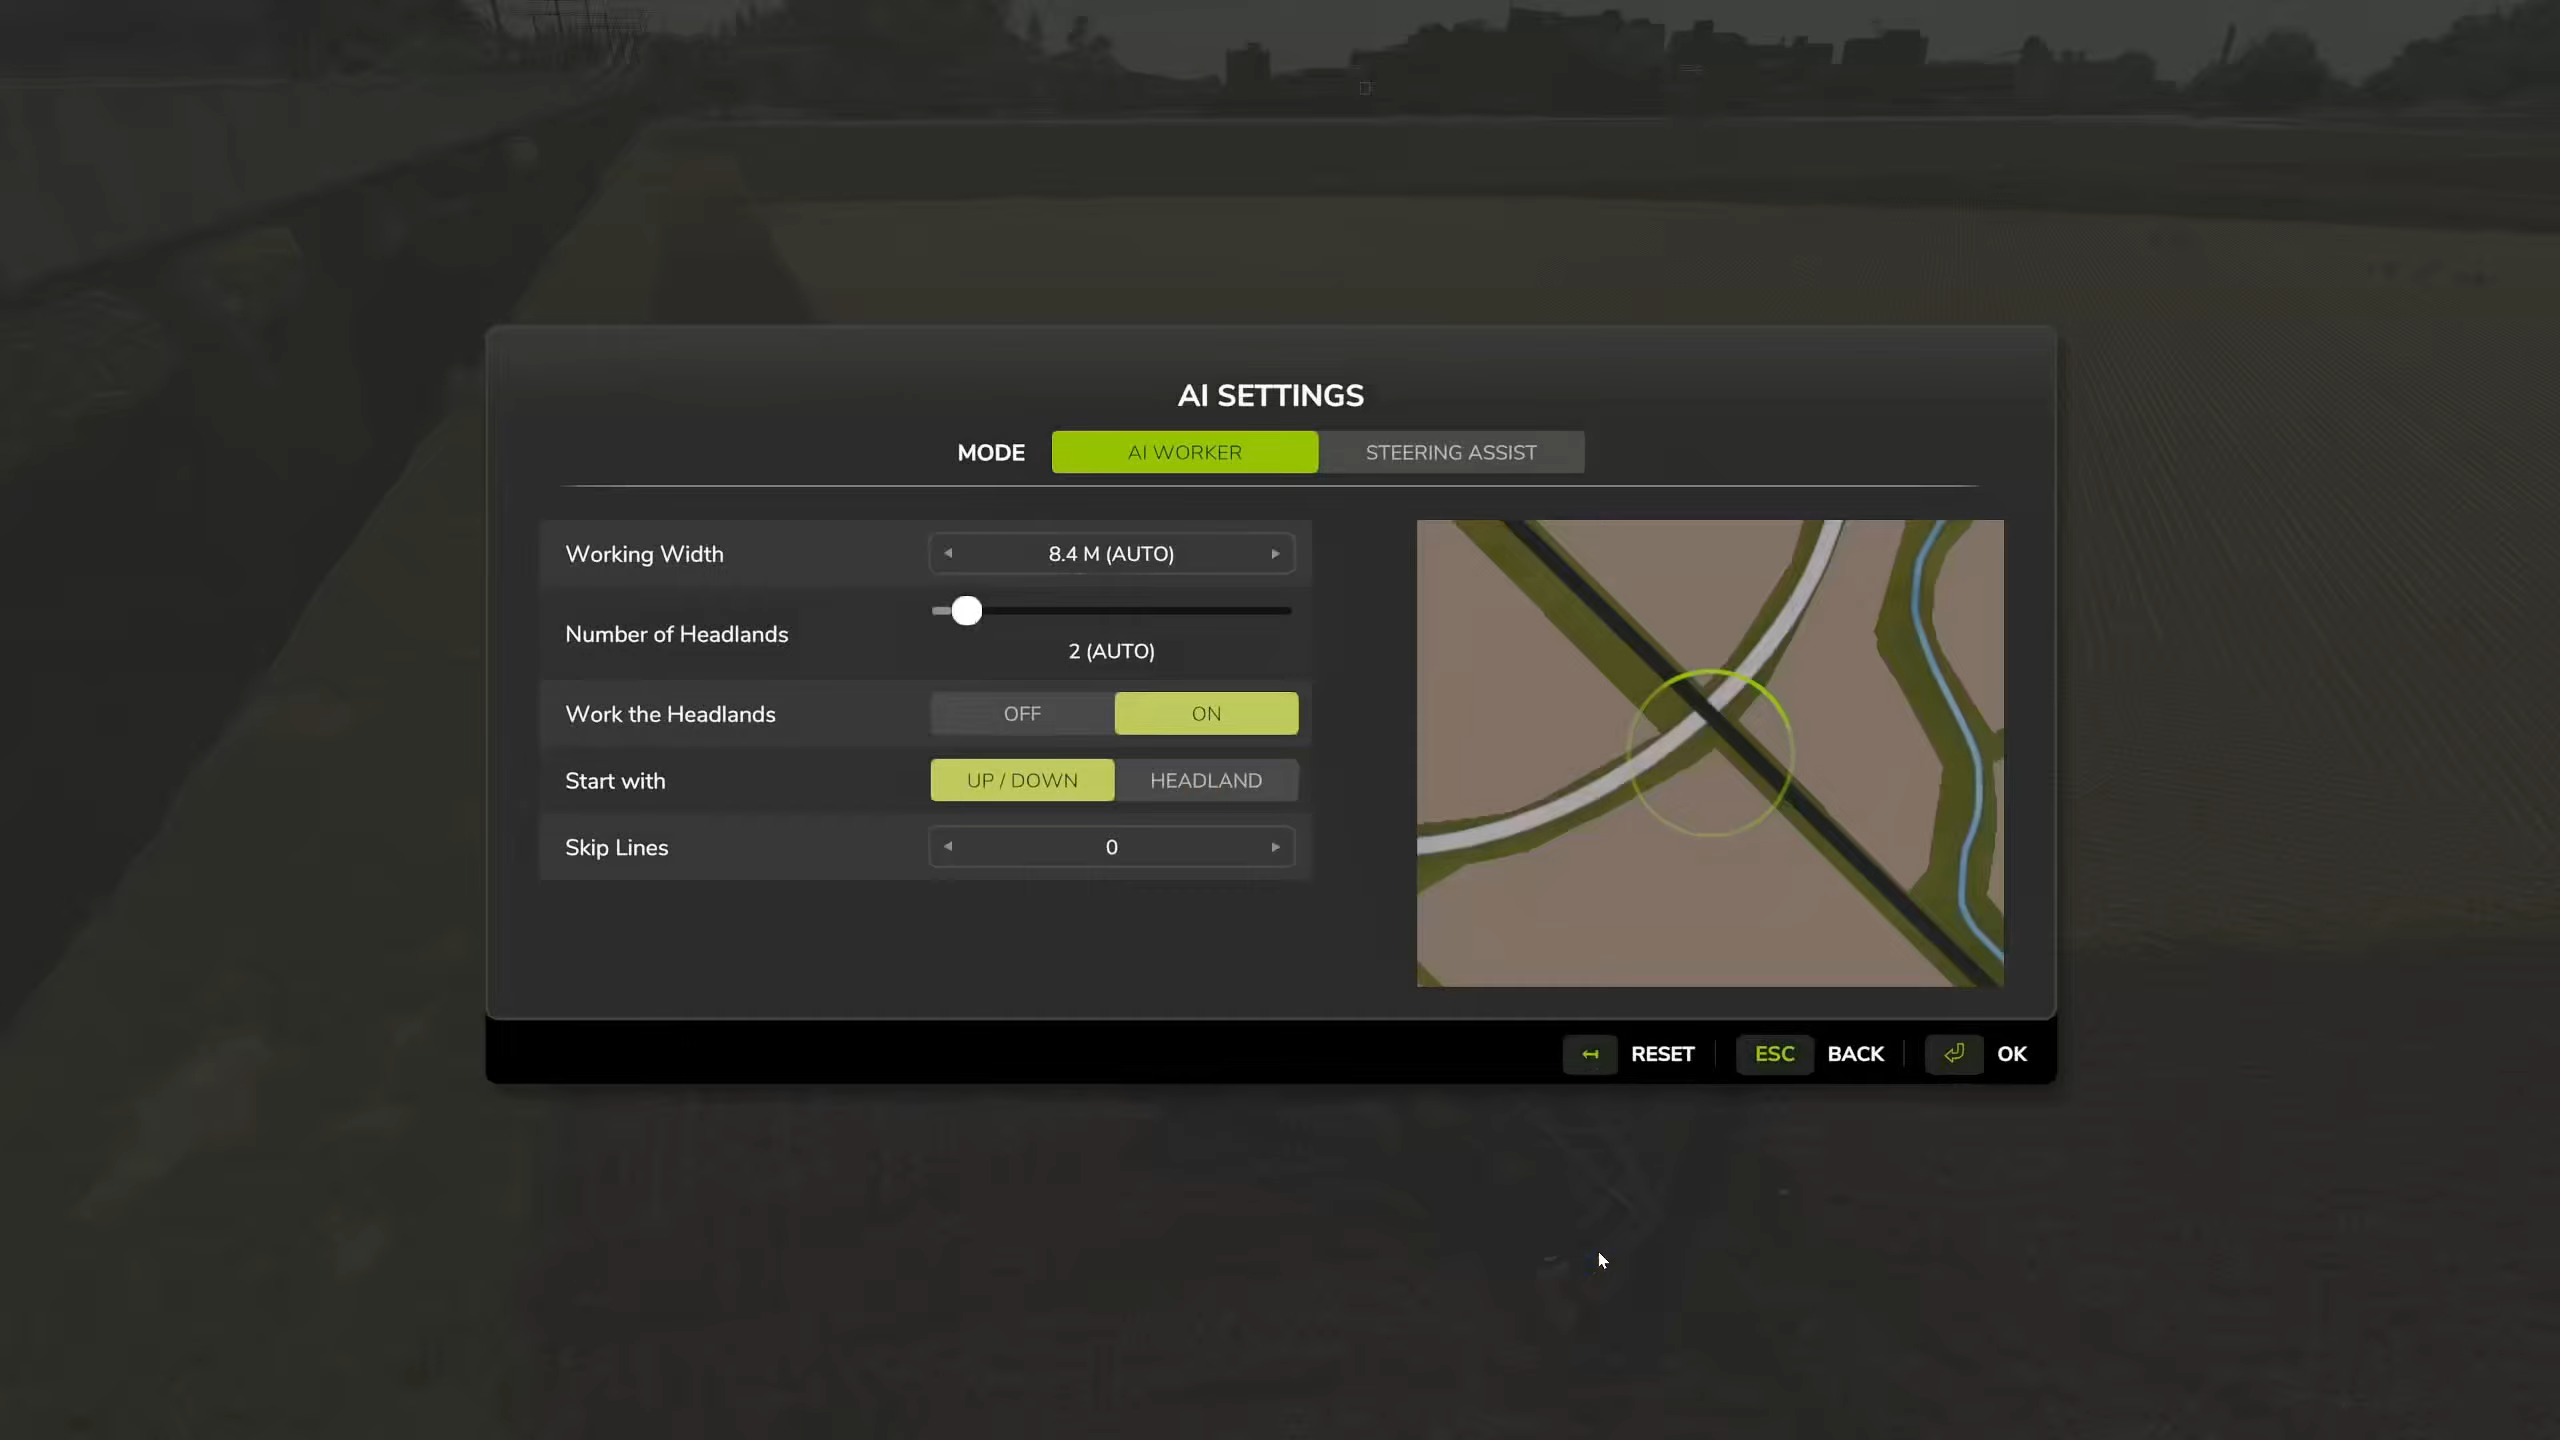 AI SETTINGS
MODE AI WORKER STEERING ASSIST
Working Width 8.4 M (AUTO)
Number of Headlands 2 (AUTO)
Work the Headlands OFF ON
Start with UP / DOWN HEADLAND
Skip Lines 0
RESET ESC BACK OK